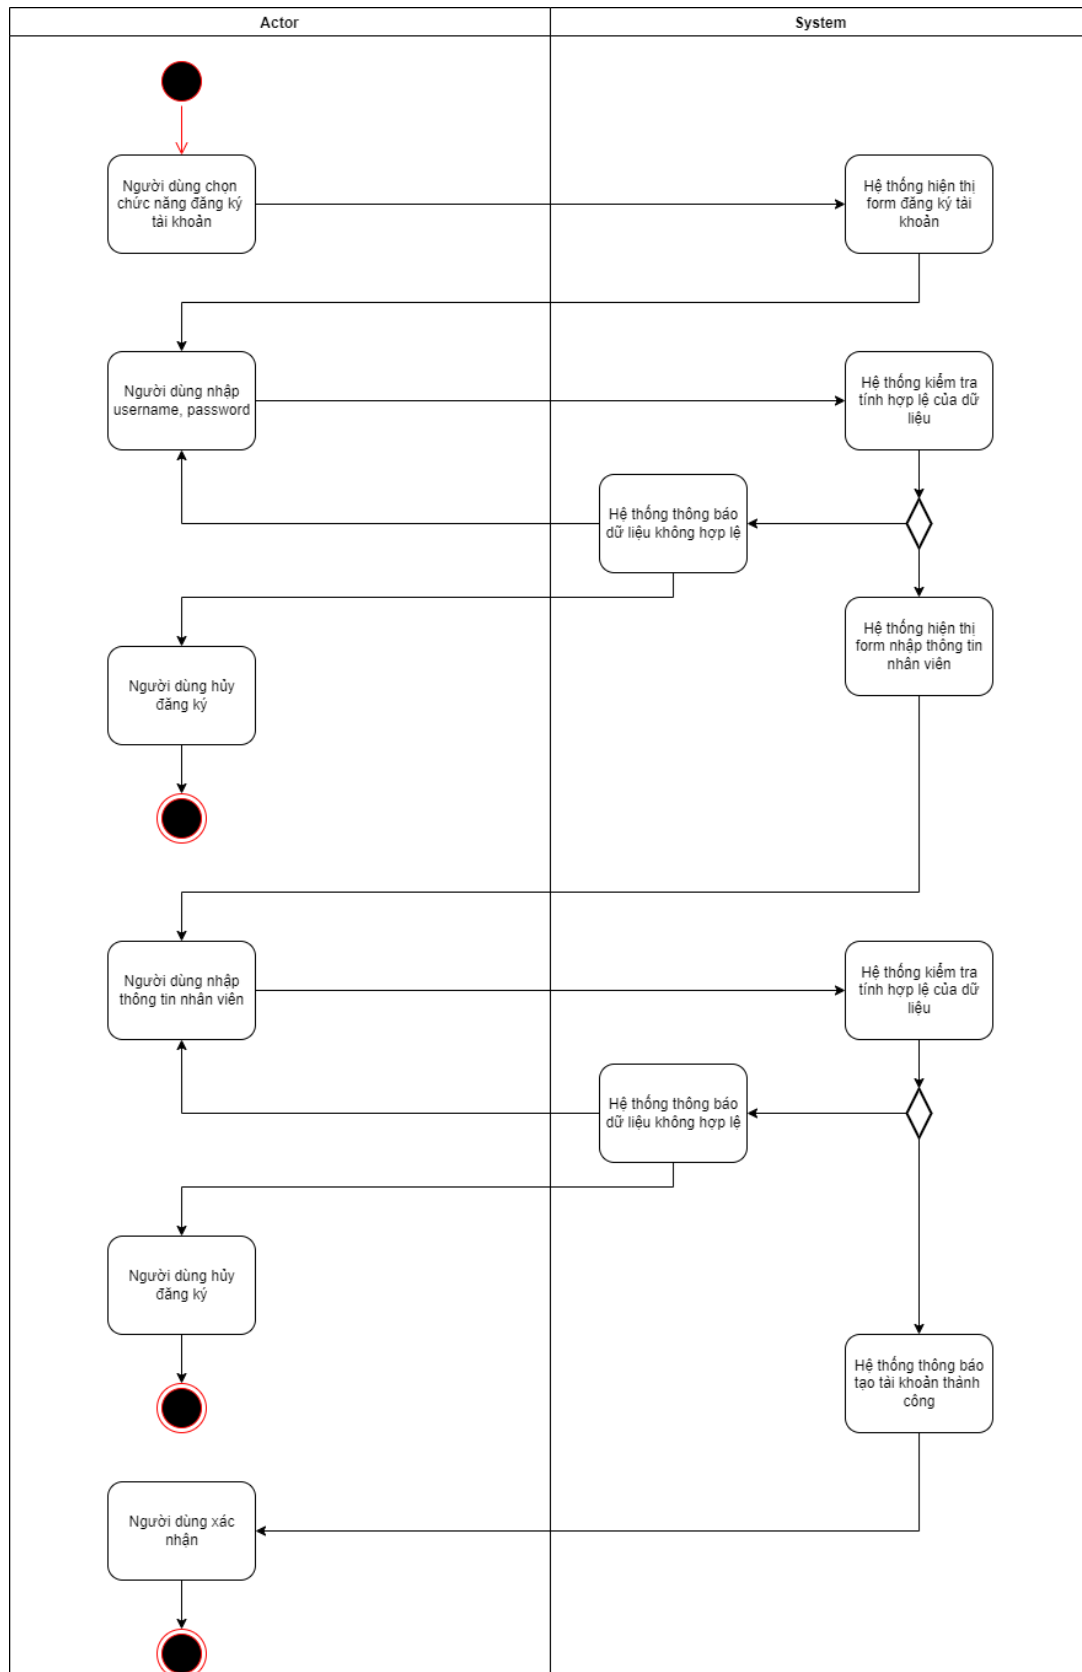 Actor
System
Người dùng chọn
chức năng đăng ký
tài khoản
Hệ thống hiện thị
form đăng ký tài
khoản
Người dùng nhập
username, password
Hệ thống kiểm tra
tính hợp lệ của dữ
liệu
Hệ thống thông báo
dữ liệu không hợp lệ
Hệ thống hiện thị
form nhập thông tin
nhân viên
Người dùng hủy
đăng ký
Người dùng nhập
thông tin nhân viên
Hệ thống kiểm tra
tính hợp lệ của dữ
liệu
Hệ thống thông báo
dữ liệu không hợp lệ
Người dùng hủy
đăng ký
Hệ thống thông báo
tạo tài khoản thành
công
Người dùng xác
nhận